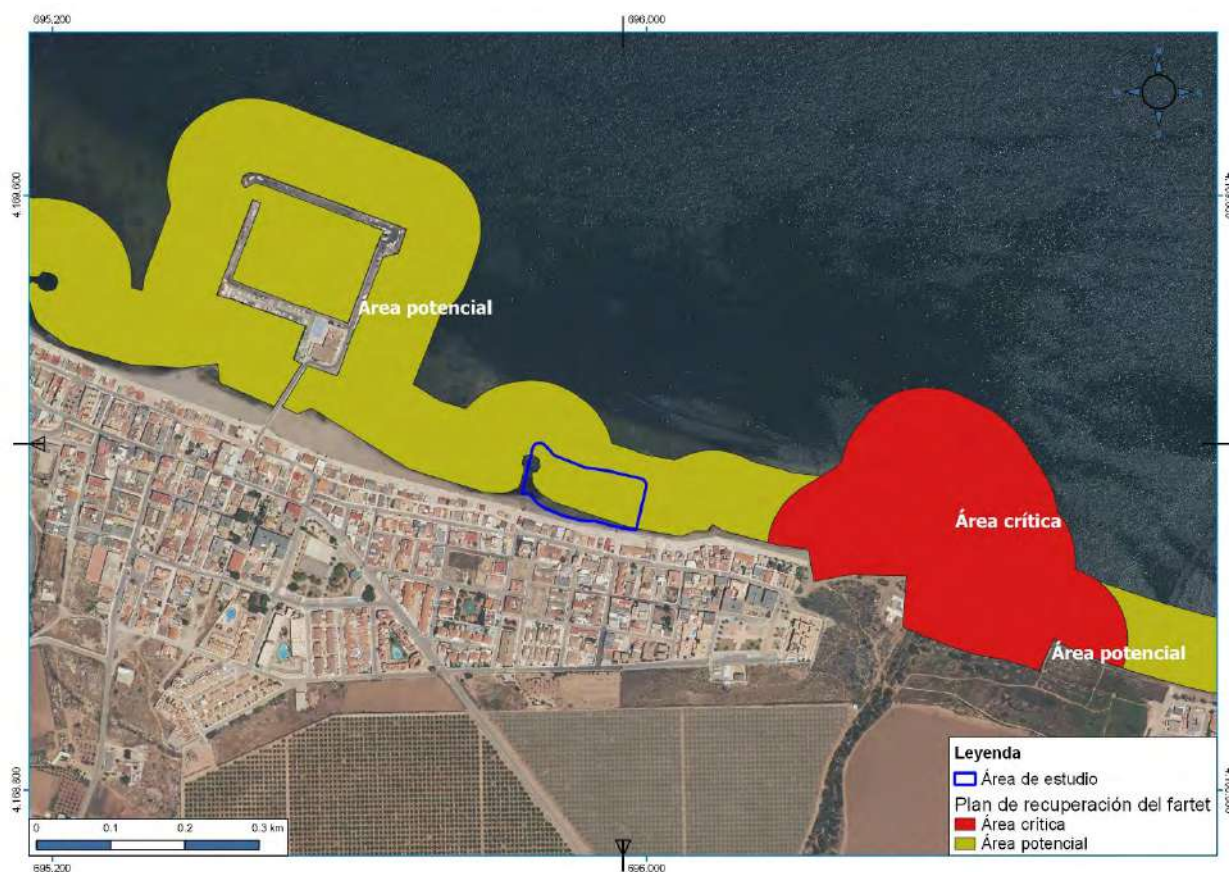 695.200
696.000
4.169.600
Área potencial
Área crítica
Área potencial
Leyenda
Área de estudio
Plan de recuperación del fartet
Área crítica
Área potencial
4.168.800
0 0.1 0.2 0.3 km
695.200
696.000